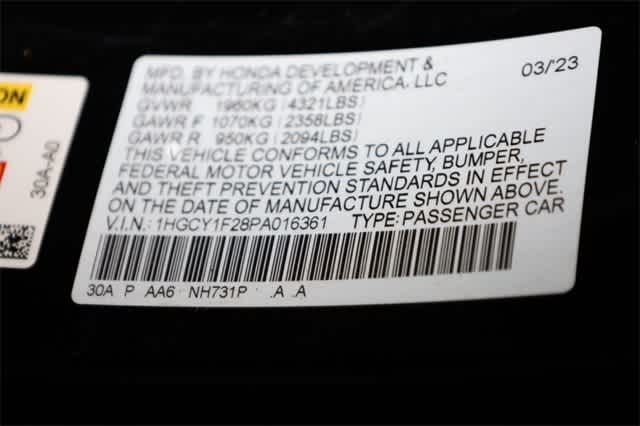 ON
30A-A0
MFD. BY HONDA DEVELOPMENT &
MANUFACTURING OF AMERICA, LLC
03/'23
GVWR 1960KG (4321LBS)
GAWR F 1070KG (2358LBS)
GAWR R 950KG (2094LBS)
THIS VEHICLE CONFORMS TO ALL APPLICABLE
FEDERAL MOTOR VEHICLE SAFETY, BUMPER,
AND THEFT PREVENTION STANDARDS IN EFFECT
ON THE DATE OF MANUFACTURE SHOWN ABOVE.
V.I.N.: 1HGCY1F28PA016361 TYPE: PASSENGER CAR
30A P AA6 NH731P .A .A